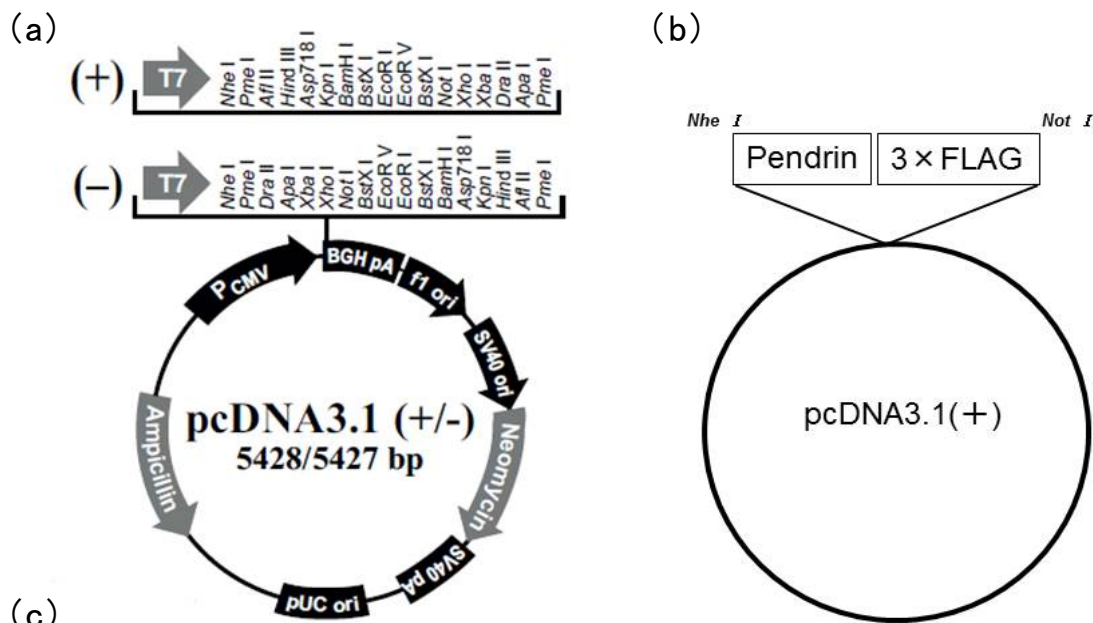 (a)
(+)
T7
Nhe I
Pme I
Afl II
Hind III
Asp718 I
Kpn I
BamH I
BstX I
EcoR I
EcoR V
BstX I
Not I
Xho I
Xba I
Dra II
Apa I
Pme I
(–)
T7
Nhe I
Pme I
Dra II
Apa I
Xba I
Xho I
Not I
BstX I
EcoR V
EcoR I
BstX I
BamH I
Asp718 I
Kpn I
Hind III
Afl II
Pme I
PCMV
BGH pA
f1 ori
SV40 ori
Neomycin
SV40 pA
pUC ori
Ampicillin
pcDNA3.1 (+/-)
5428/5427 bp
(b)
Nhe I
Not I
Pendrin
3×FLAG
pcDNA3.1(+)
(c)